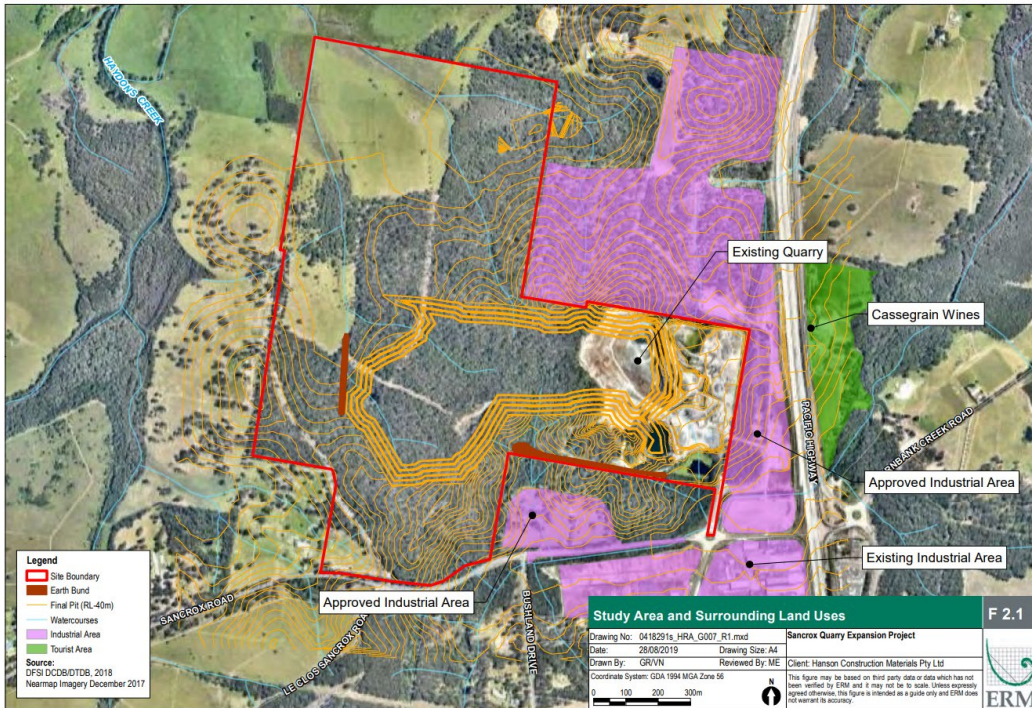 HAYDONS CREEK
Existing Quarry
Cassegrain Wines
PACIFIC HIGHWAY
RNBANK CREEK ROAD
Approved Industrial Area
Existing Industrial Area
Approved Industrial Area
SANCROX ROAD
LE CLOS SANCROX ROA
BUSHLAND DRIVE
Legend
Site Boundary
Earth Bund
Final Pit (RL-40m)
Watercourses
Industrial Area
Tourist Area
Source:
DFSI DCDB/DTDB, 2018
Nearmap Imagery December 2017
Study Area and Surrounding Land Uses
F 2.1
Drawing No: 0418291s_HRA_G007_R1.mxd
Date: 28/08/2019 Drawing Size: A4
Drawn By: GR/VN Reviewed By: ME
Coordinate System: GDA 1994 MGA Zone 56
0 100 200 300m
N
Sancrox Quarry Expansion Project
Client: Hanson Construction Materials Pty Ltd
This figure may be based on third party data or data which has not
been verified by ERM and it may not be to scale. Unless expressly
agreed otherwise, this figure is intended as a guide only and ERM does
not warrant its accuracy.
ERM